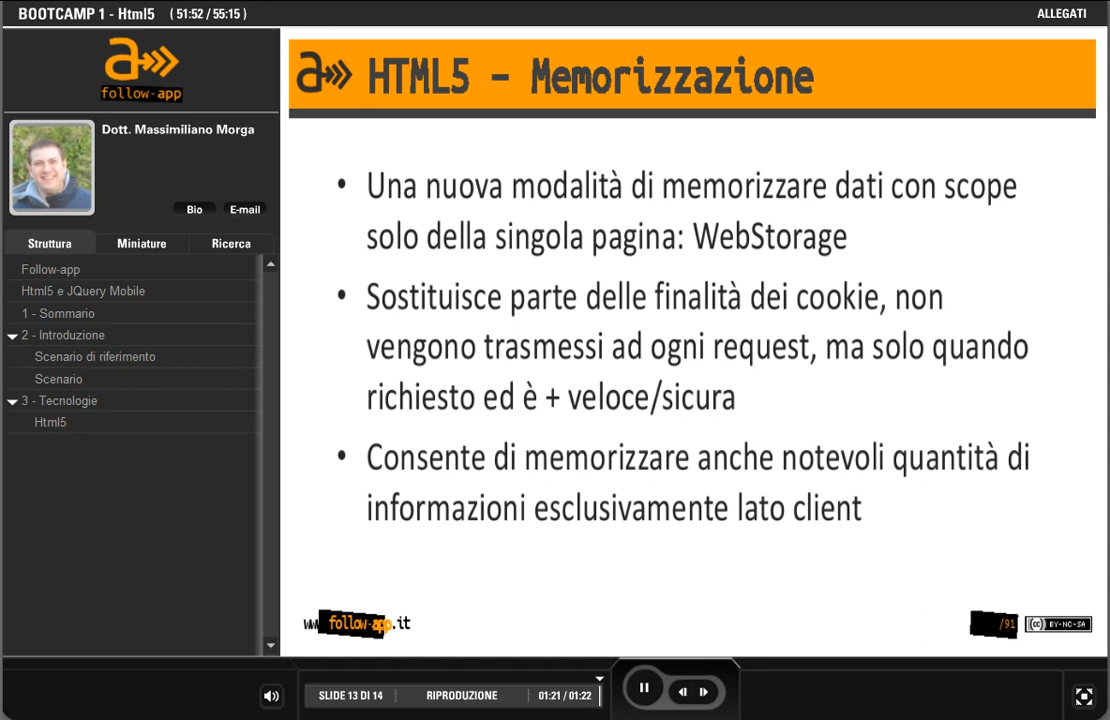 BOOTCAMP 1 - Html5 ( 51:52 / 55:15 )
ALLEGATI
a
follow-app
Dott. Massimiliano Morga
Bio E-mail
Struttura Miniature Ricerca
Follow-app
Html5 e JQuery Mobile
1 - Sommario
2 - Introduzione
Scenario di riferimento
Scenario
3 - Tecnologie
Html5
a HTML5 - Memorizzazione
• Una nuova modalità di memorizzare dati con scope
solo della singola pagina: WebStorage
• Sostituisce parte delle finalità dei cookie, non
vengono trasmessi ad ogni request, ma solo quando
richiesto ed è + veloce/sicura
• Consente di memorizzare anche notevoli quantità di
informazioni esclusivamente lato client
www.follow-app.it
/91
(cc) BY-NC-SA
SLIDE 13 DI 14 RIPRODUZIONE 01:21 / 01:22